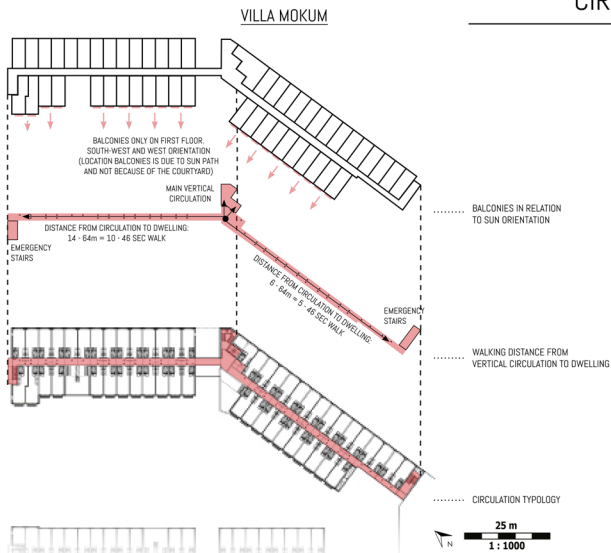 VILLA MOKUM
CIR
BALCONIES ONLY ON FIRST FLOOR.
SOUTH-WEST AND WEST ORIENTATION
(LOCATION BALCONIES IS DUE TO SUN PATH
AND NOT BECAUSE OF THE COURTYARD)
MAIN VERTICAL
CIRCULATION
BALCONIES IN RELATION
TO SUN ORIENTATION
DISTANCE FROM CIRCULATION TO DWELLING:
14 - 64m = 10 - 46 SEC WALK
EMERGENCY
STAIRS
DISTANCE FROM CIRCULATION TO DWELLING:
6 - 64m = 5 - 46 SEC WALK
EMERGENCY
STAIRS
WALKING DISTANCE FROM
VERTICAL CIRCULATION TO DWELLING
CIRCULATION TYPOLOGY
N
25 m
1 : 1000